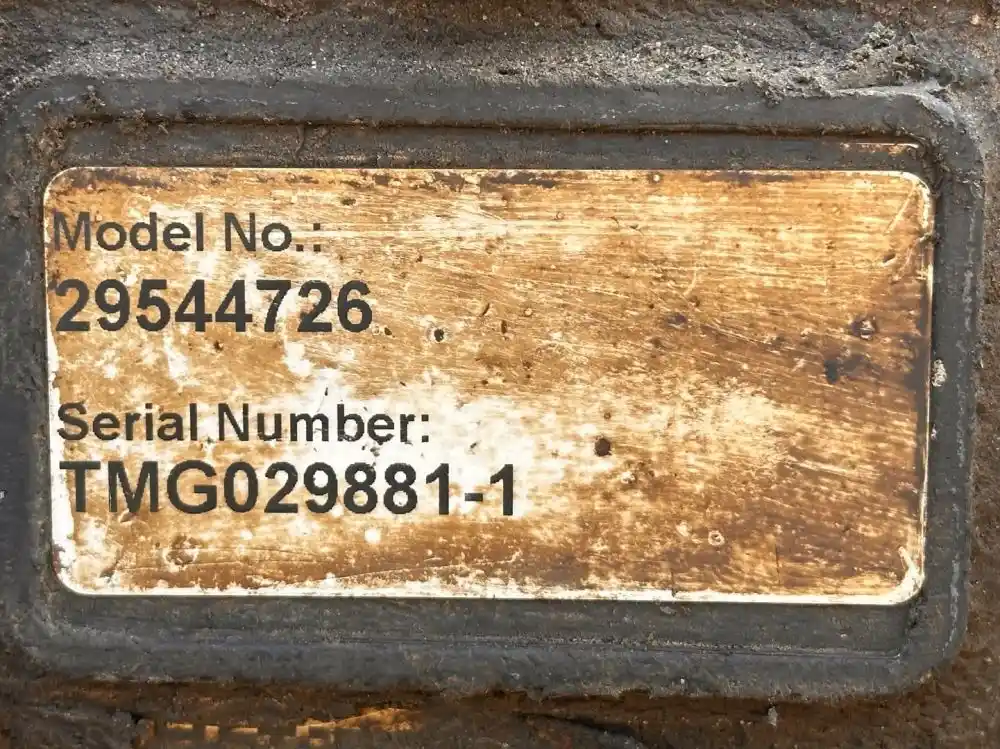 Model No.:
29544726
Serial Number:
TMG029881-1